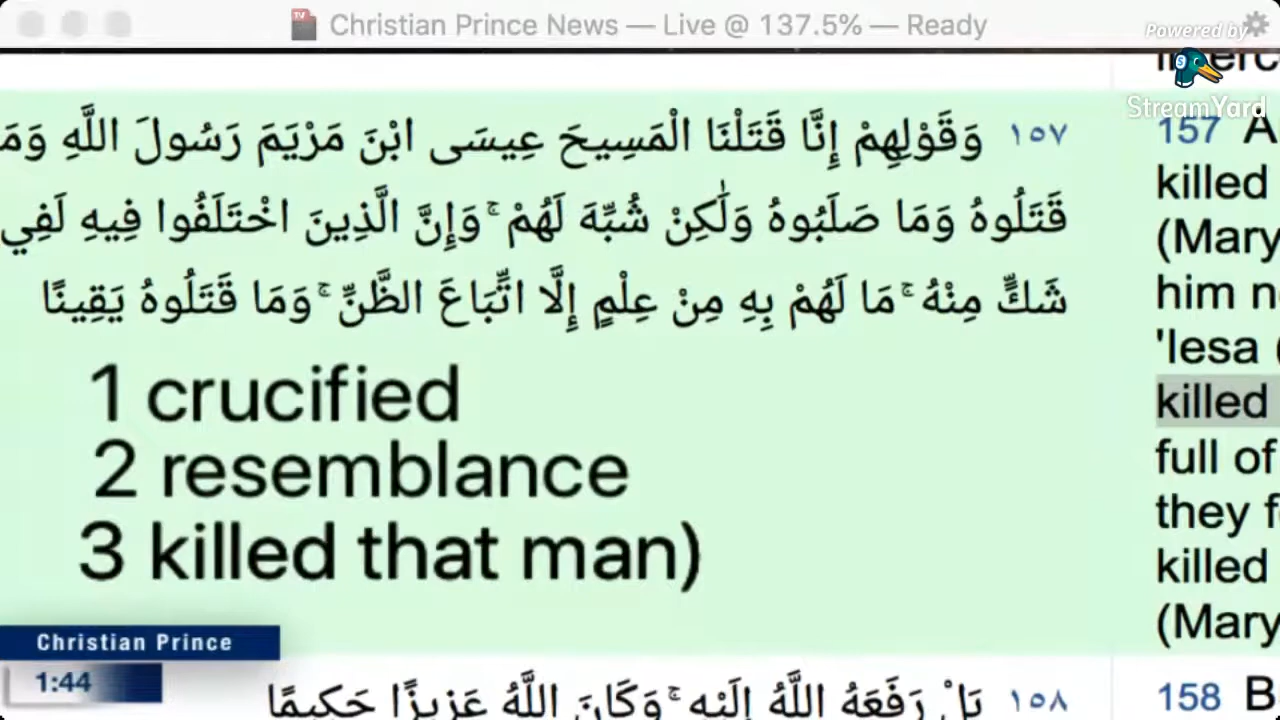 Christian Prince News — Live @ 137.5% — Ready
Powered by
StreamYard
١٥٧ وَقَوْلِهِمْ إِنَّا قَتَلْنَا الْمَسِيحَ عِيسَى ابْنَ مَرْيَمَ رَسُولَ اللَّهِ وَمَ
قَتَلُوهُ وَمَا صَلَبُوهُ وَلَٰكِنْ شُبِّهَ لَهُمْ ۚ وَإِنَّ الَّذِينَ اخْتَلَفُوا فِيهِ لَفِي
شَكٍّ مِنْهُ ۚ مَا لَهُمْ بِهِ مِنْ عِلْمٍ إِلَّا اتِّبَاعَ الظَّنِّ ۚ وَمَا قَتَلُوهُ يَقِينًا
1 crucified
2 resemblance
3 killed that man)
157 A
killed
(Mary
him n
'Iesa (
killed
full of
they f
killed
(Mary
Christian Prince
1:44
١٥٨ بَلْ رَفَعَهُ اللَّهُ إِلَيْهِ ۚ وَكَانَ اللَّهُ عَزِيزًا حَكِيمًا
158 B